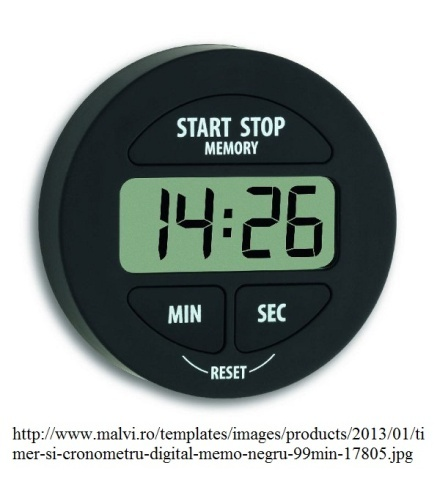 START STOP
MEMORY
14:26
MIN SEC
RESET
http://www.malvi.ro/templates/images/products/2013/01/ti
mer-si-cronometru-digital-memo-negru-99min-17805.jpg